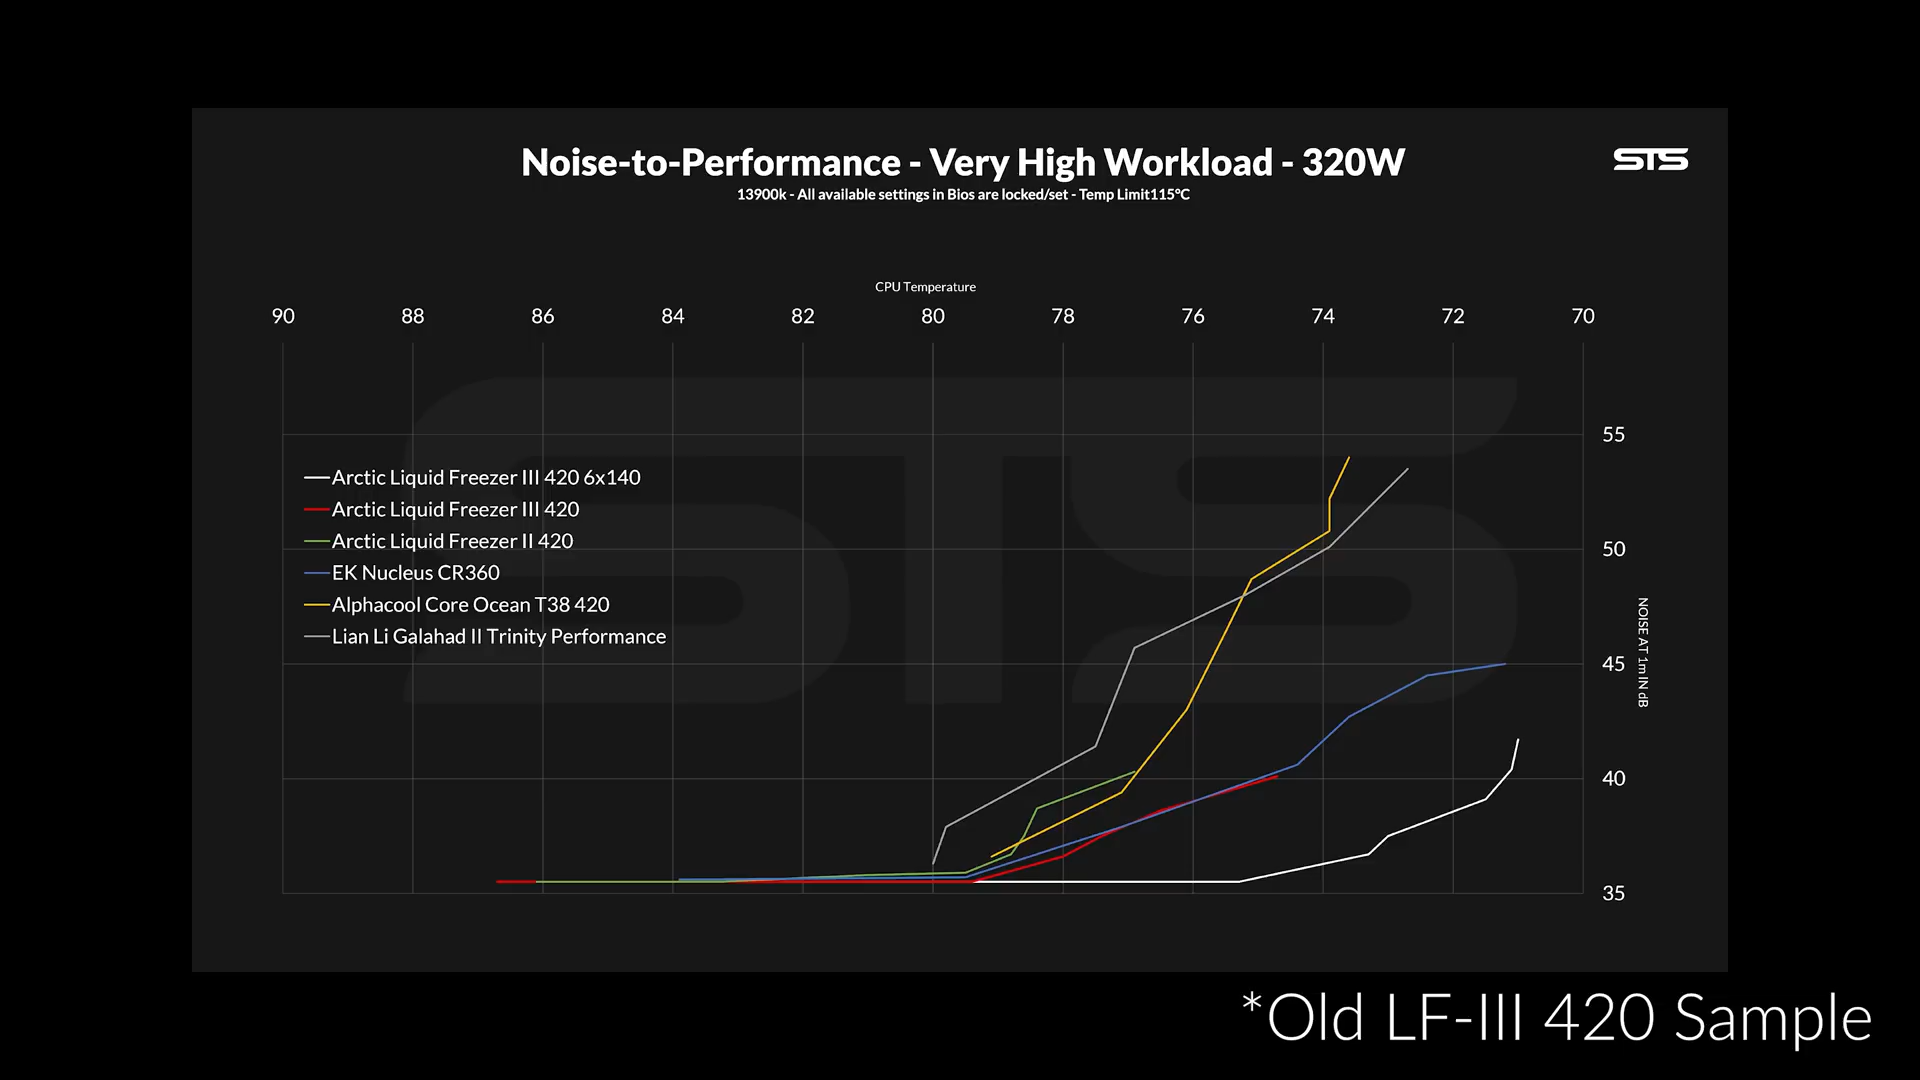 Noise-to-Performance - Very High Workload - 320W
STS
13900k - All available settings in Bios are locked/set - Temp Limit115°C
CPU Temperature
90 88 86 84 82 80 78 76 74 72 70
55
50
45
40
35
NOISE AT 1m IN dB
Arctic Liquid Freezer III 420 6x140
Arctic Liquid Freezer III 420
Arctic Liquid Freezer II 420
EK Nucleus CR360
Alphacool Core Ocean T38 420
Lian Li Galahad II Trinity Performance
STS
*Old LF-III 420 Sample